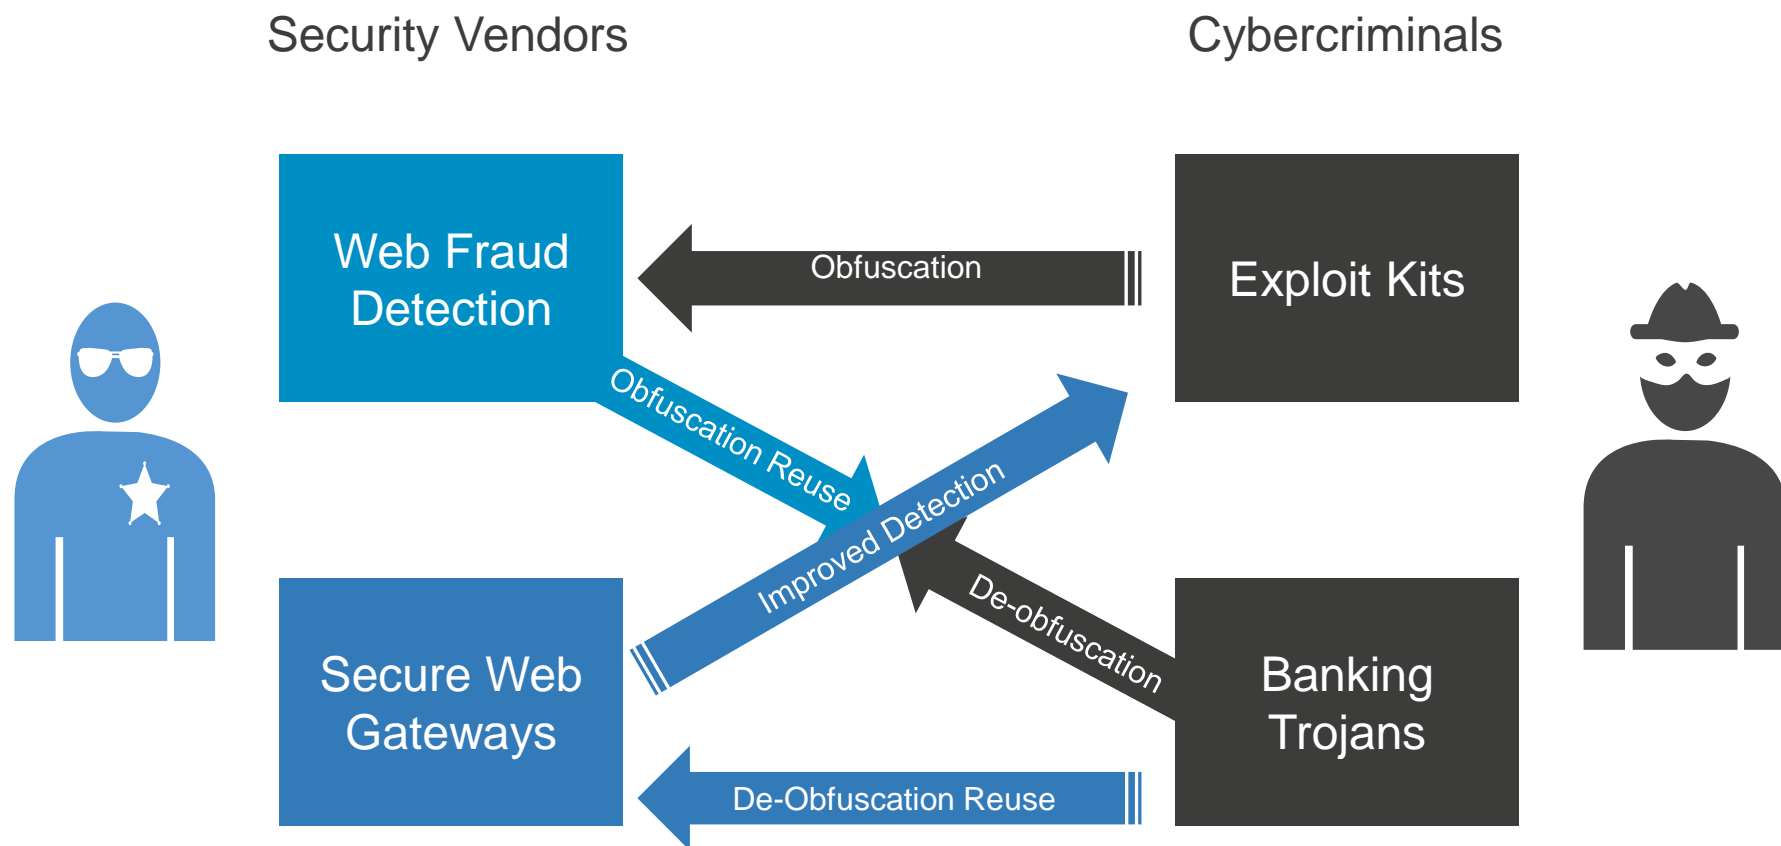 Security Vendors
Cybercriminals
Web Fraud
Detection
Obfuscation
Exploit Kits
Obfuscation Reuse
Improved Detection
De-obfuscation
Secure Web
Gateways
Banking
Trojans
De-Obfuscation Reuse